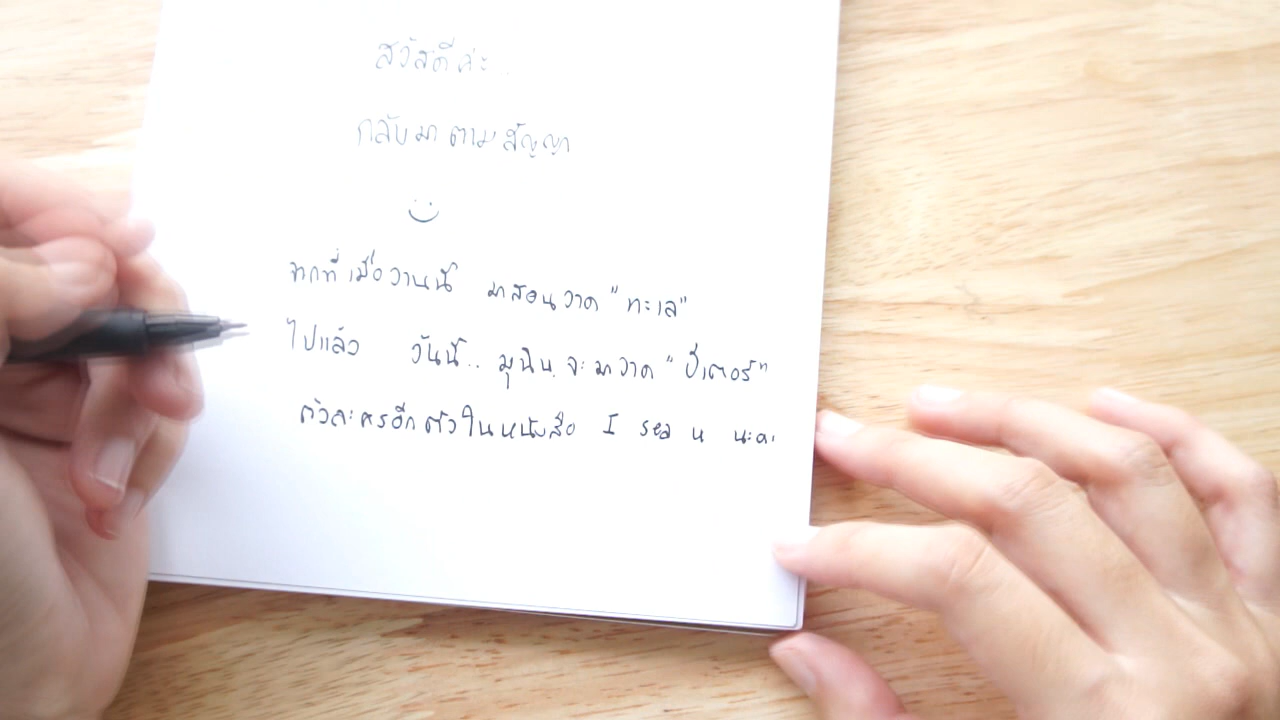 สวัสดีค่ะ..
กลับมาตามสัญญา
จากที่เมื่อวานนี้ มาสอนวาด "ทะเล"
ไปแล้ว วันนี้.. มุนินจะมาวาด "ปีเตอร์"
ตัวละครอีกตัวในหนังสือ I sea u นะคะ